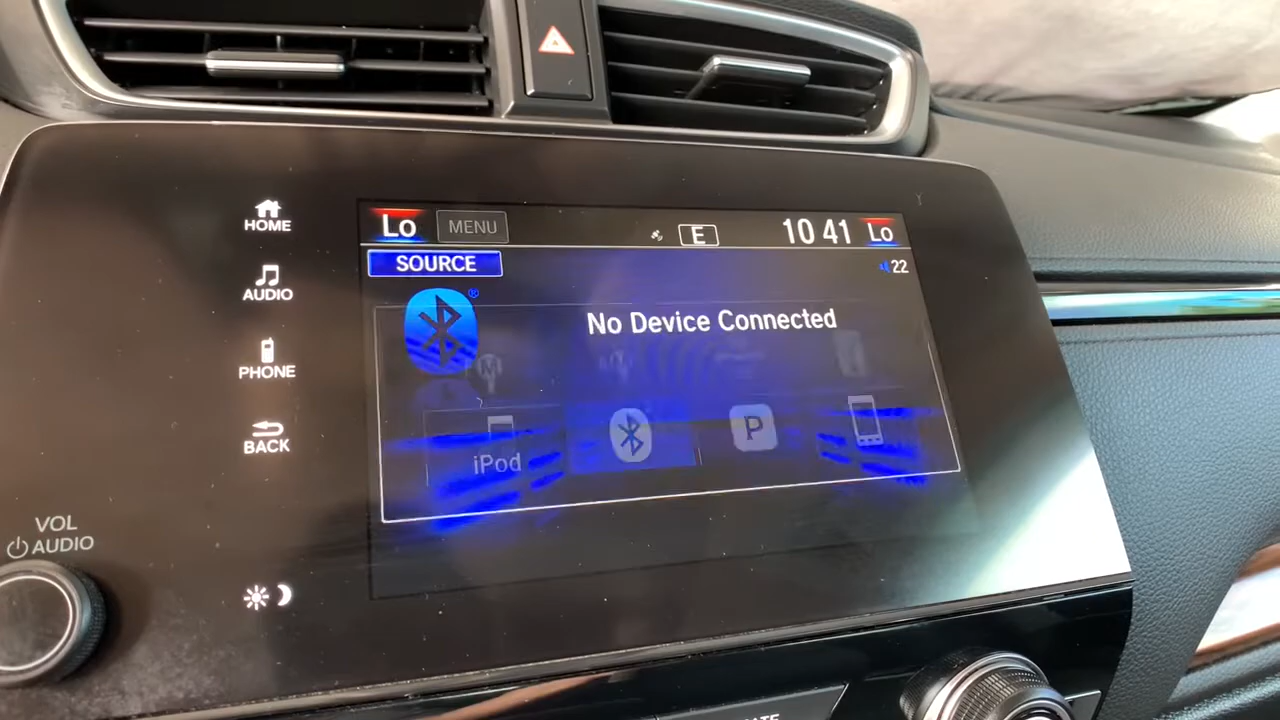 HOME
AUDIO
PHONE
BACK
VOL
AUDIO
Lo
MENU
E
10 41
Lo
SOURCE
22
®
No Device Connected
iPod
P